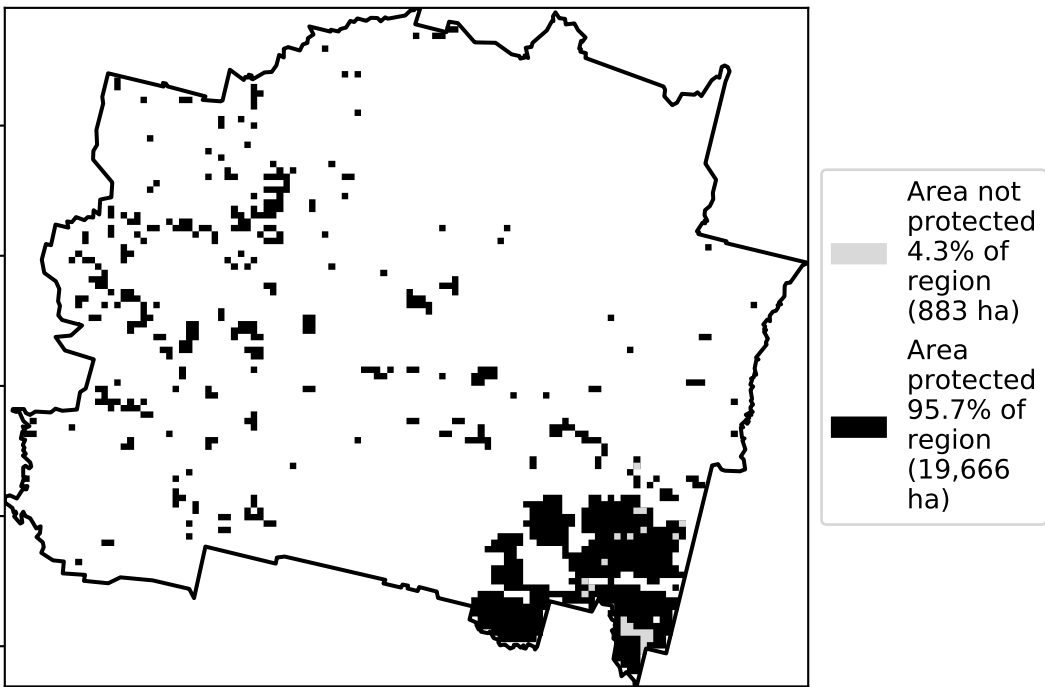 Area not
protected
4.3% of
region
(883 ha)
Area
protected
95.7% of
region
(19,666
ha)